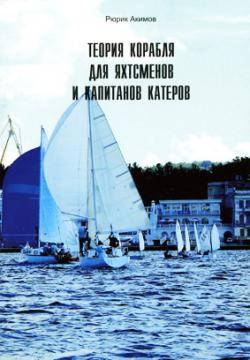 Рюрик Акимов
ТЕОРИЯ КОРАБЛЯ
ДЛЯ ЯХТСМЕНОВ
И КАПИТАНОВ КАТЕРОВ